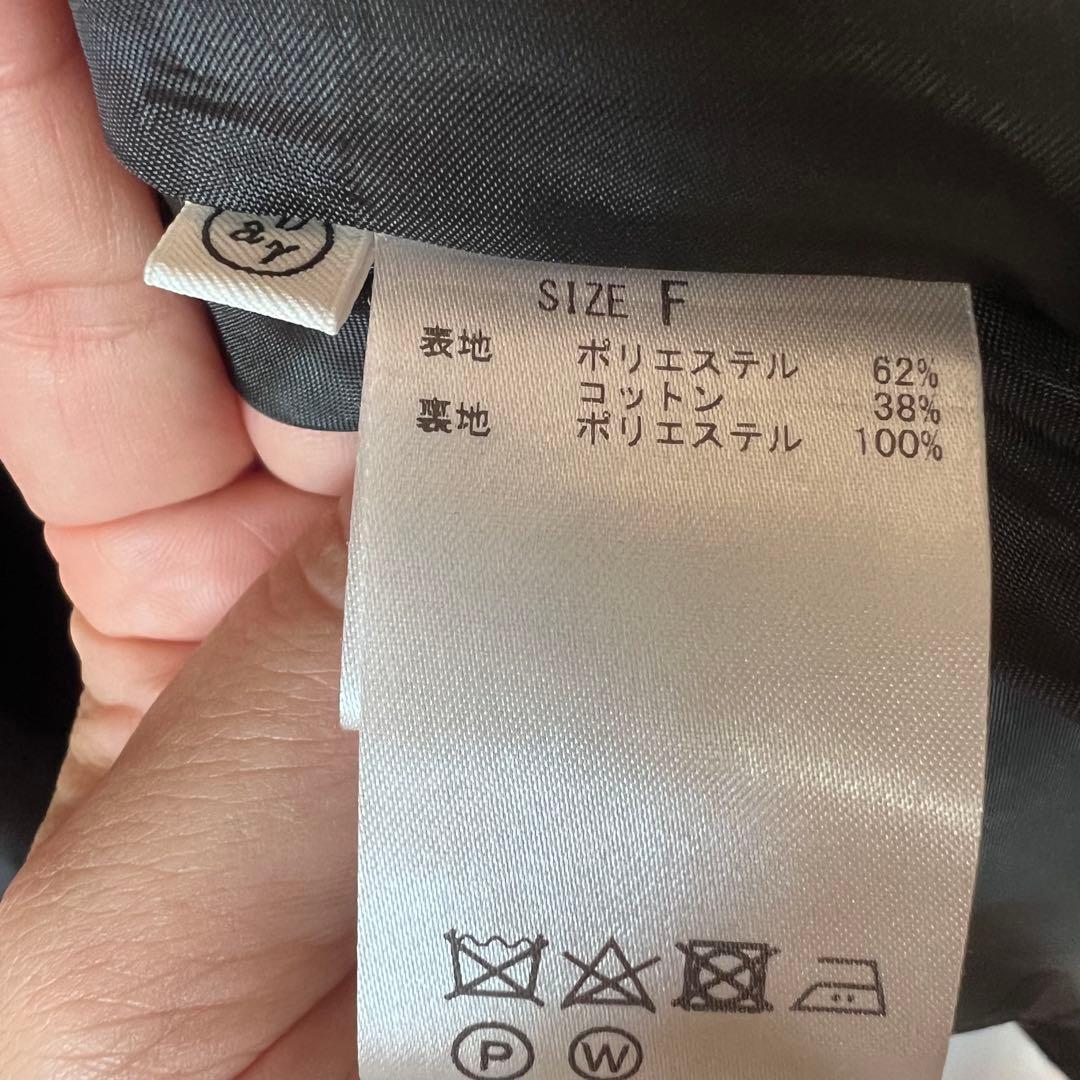 SIZE F
表地 ポリエステル 62%
コットン 38%
裏地 ポリエステル 100%
P W